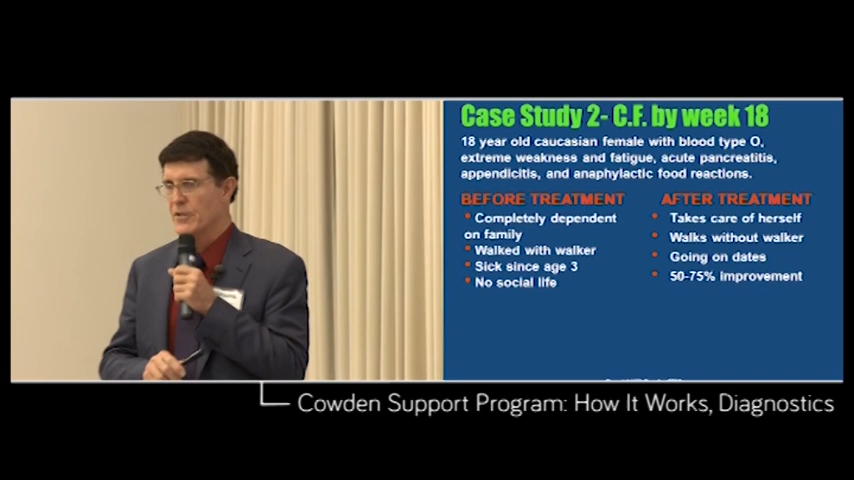 Case Study 2- C.F. by week 18
18 year old caucasian female with blood type O,
extreme weakness and fatigue, acute pancreatitis,
appendicitis, and anaphylactic food reactions.
BEFORE TREATMENT
• Completely dependent
on family
• Walked with walker
• Sick since age 3
• No social life
AFTER TREATMENT
• Takes care of herself
• Walks without walker
• Going on dates
• 50-75% improvement
Cowden Support Program: How It Works, Diagnostics